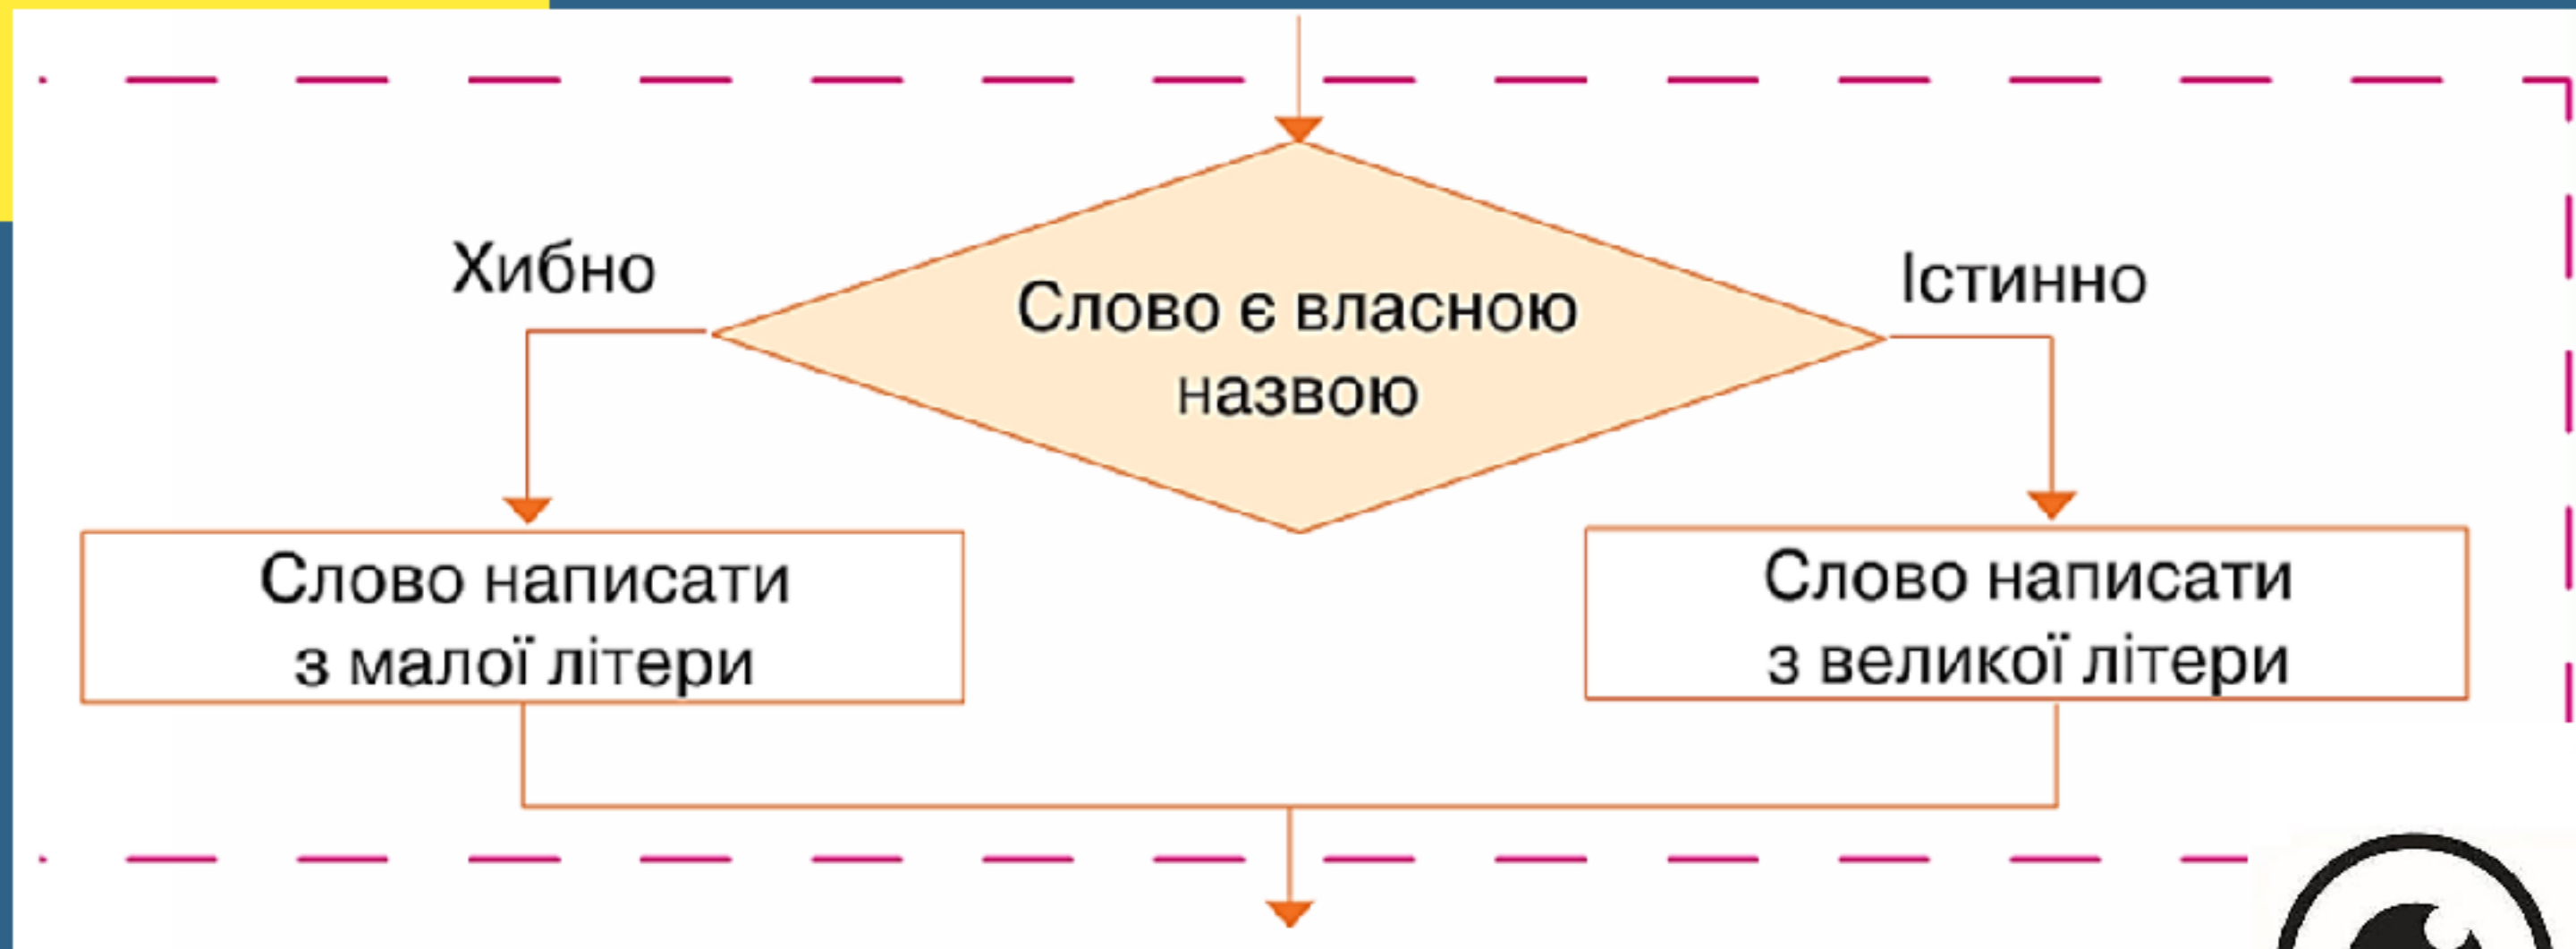 Хибно
Істинно
Слово є власною
назвою
Слово написати
з малої літери
Слово написати
з великої літери